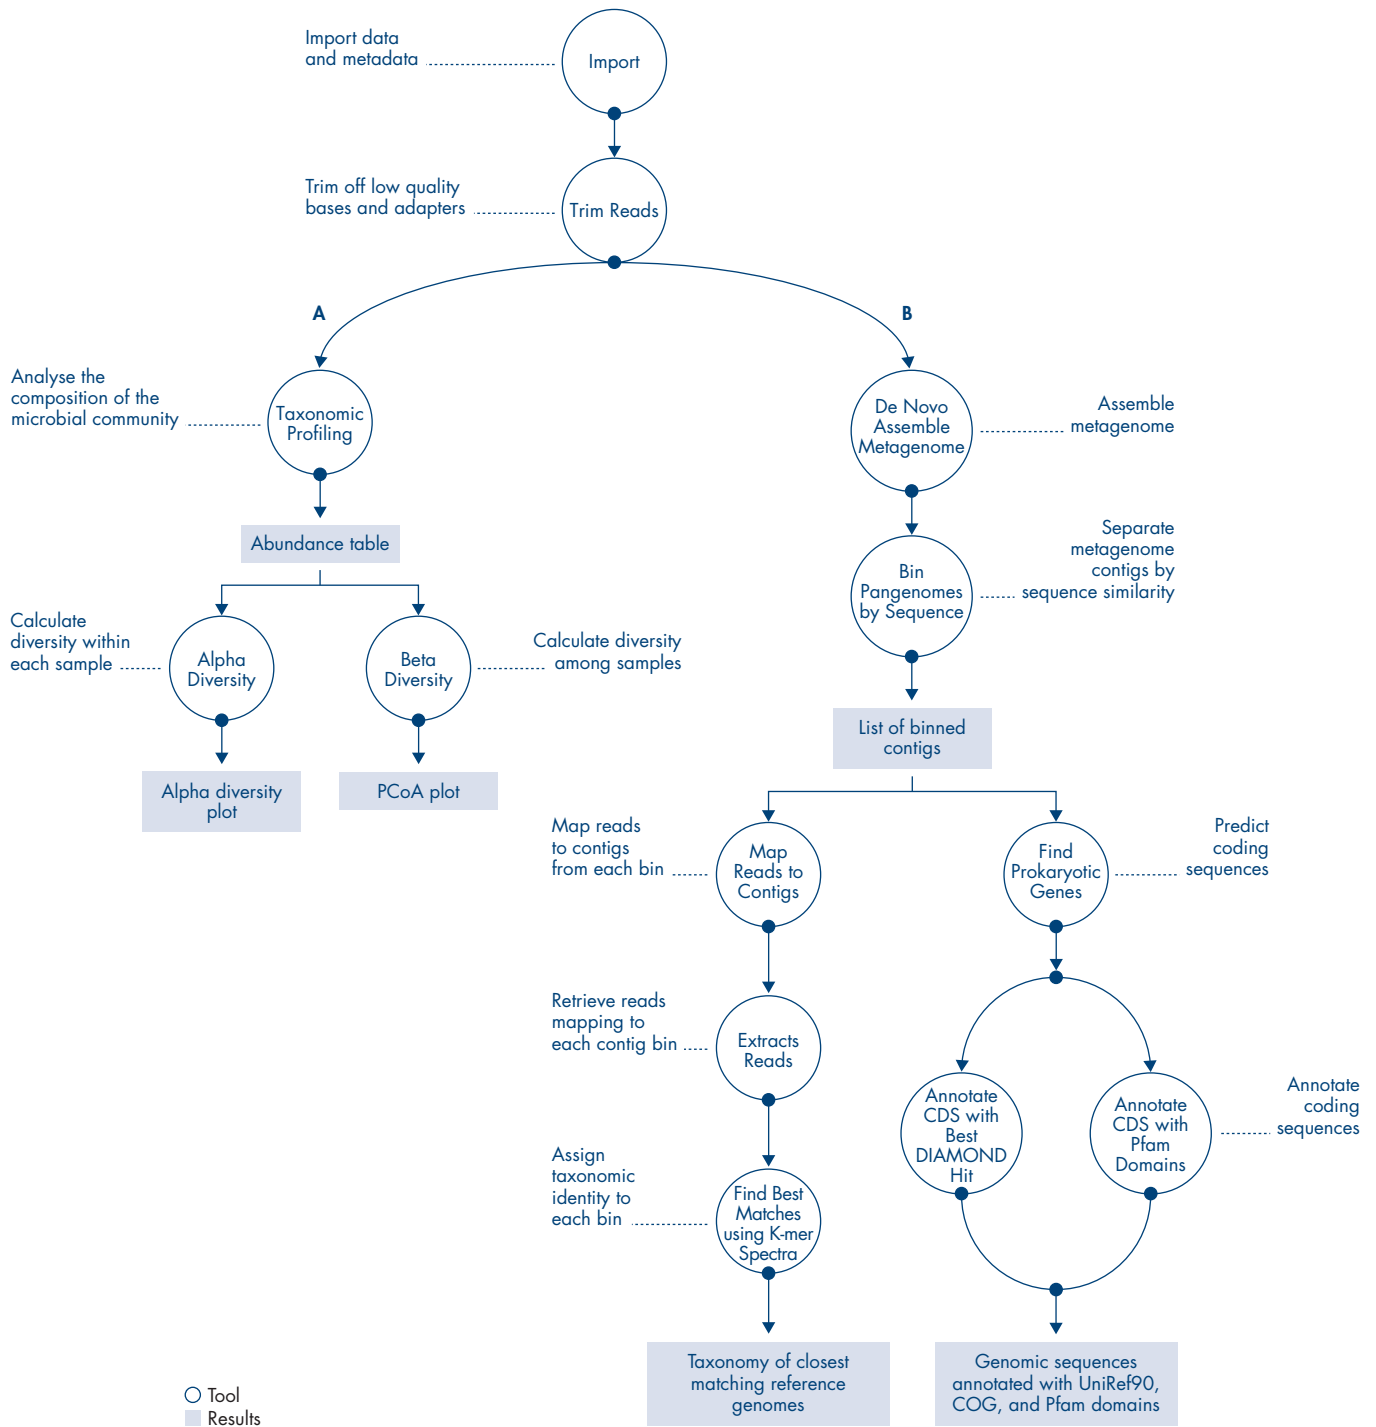 Import data
and metadata
Import
Trim off low quality
bases and adapters
Trim Reads
A
B
Analyse the
composition of the
microbial community
Taxonomic
Profiling
De Novo
Assemble
Metagenome
Assemble
metagenome
Abundance table
Bin
Pangenomes
by Sequence
Separate
metagenome
contigs by
sequence similarity
Calculate
diversity within
each sample
Alpha
Diversity
Beta
Diversity
Calculate diversity
among samples
Alpha diversity
plot
PCoA plot
List of binned
contigs
Map reads
to contigs
from each bin
Map
Reads to
Contigs
Find
Prokaryotic
Genes
Predict
coding
sequences
Retrieve reads
mapping to
each contig bin
Extracts
Reads
Annotate
CDS with
Best
DIAMOND
Hit
Annotate
CDS with
Pfam
Domains
Annotate
coding
sequences
Assign
taxonomic
identity to
each bin
Find Best
Matches
using K-mer
Spectra
Taxonomy of closest
matching reference
genomes
Genomic sequences
annotated with UniRef90,
COG, and Pfam domains
Tool
Results